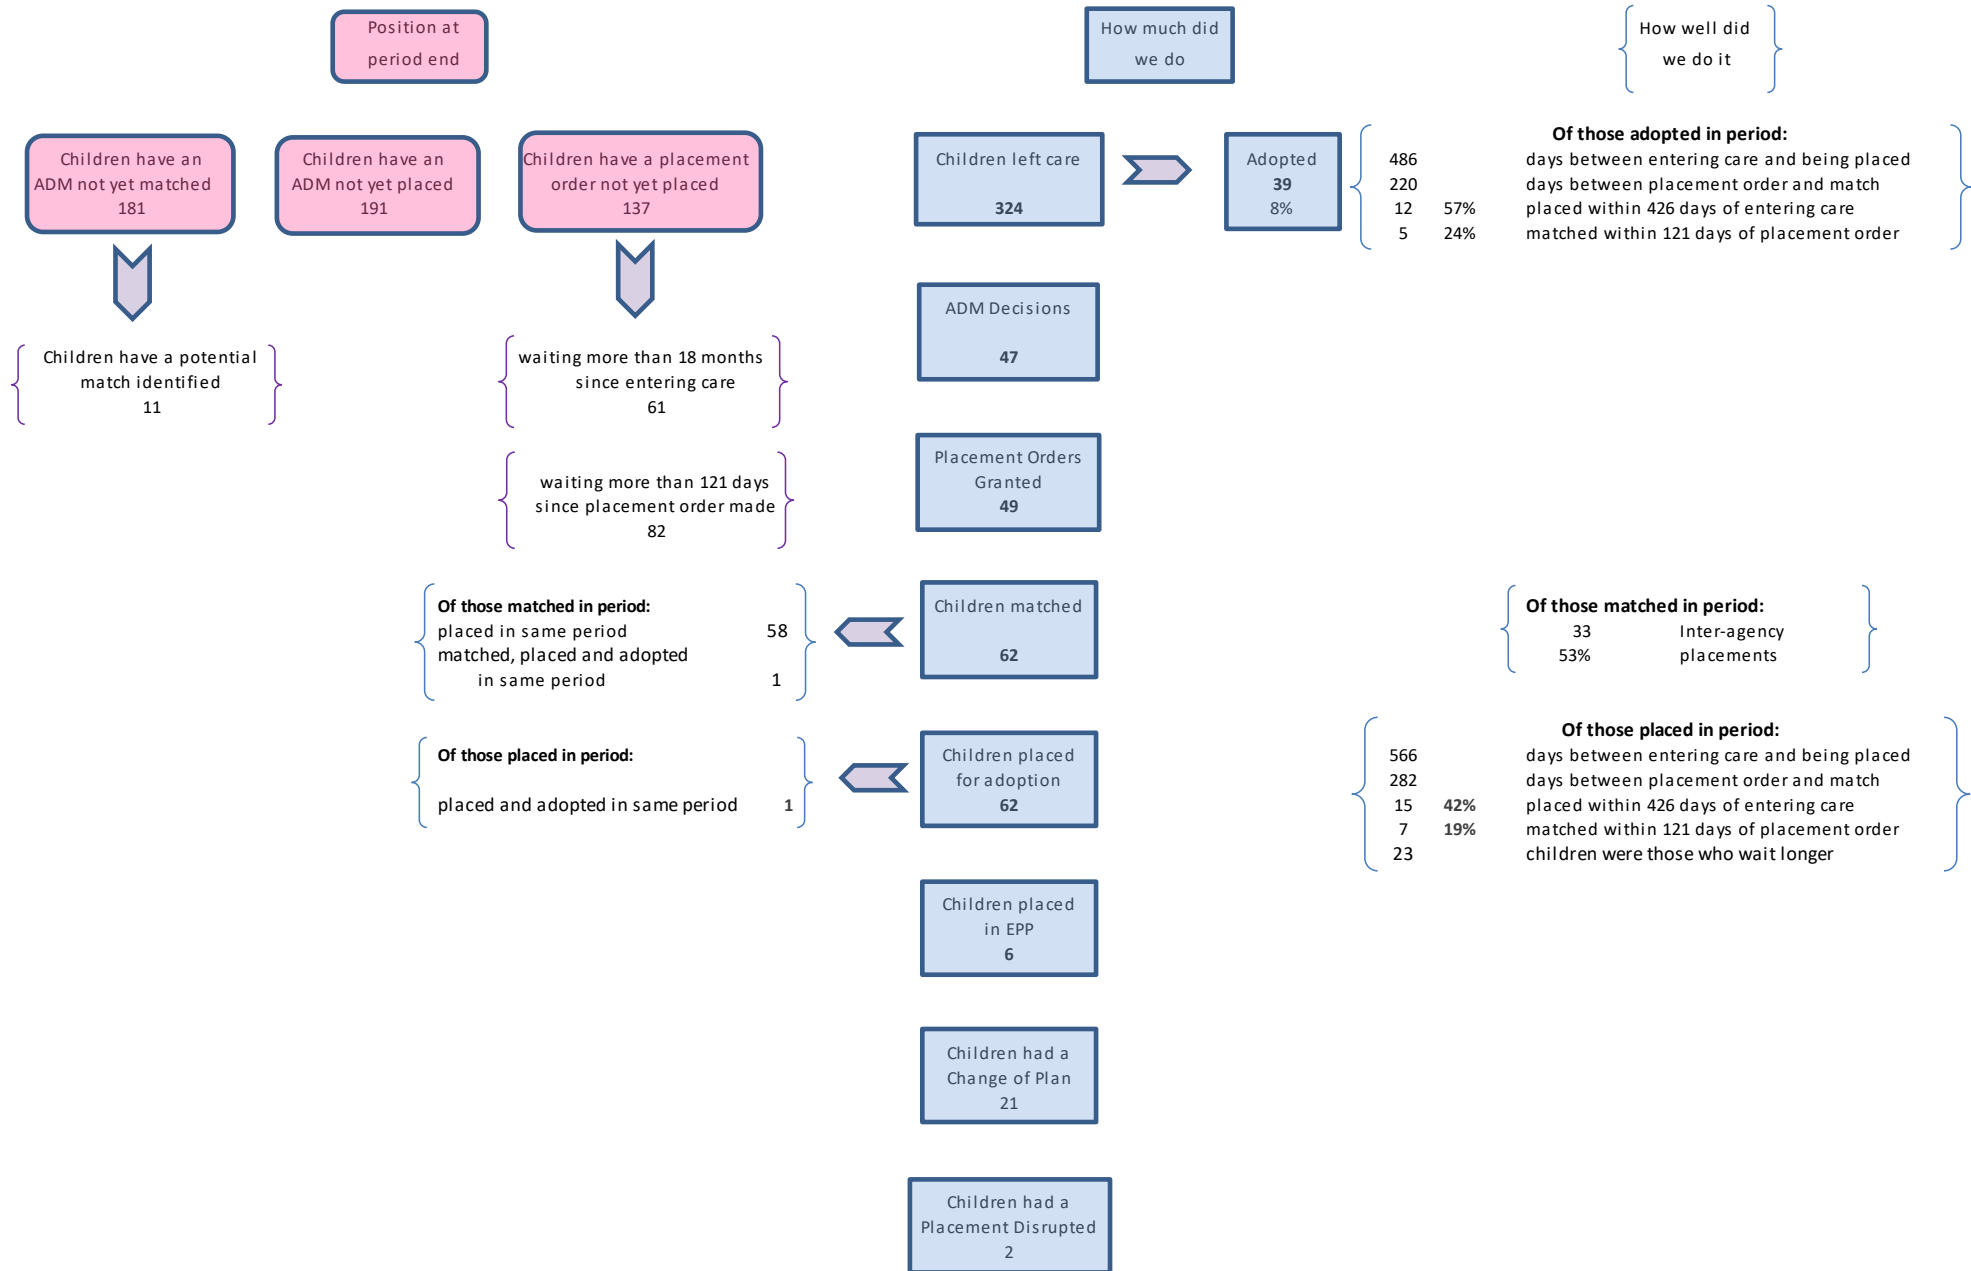 Position at
period end
How much did
we do
How well did
we do it
Children have an
ADM not yet matched
181
Children have an
ADM not yet placed
191
Children have a placement
order not yet placed
137
Children left care
324
Adopted
39
8%
Of those adopted in period:
486 days between entering care and being placed
220 days between placement order and match
12 57% placed within 426 days of entering care
5 24% matched within 121 days of placement order
ADM Decisions
47
Children have a potential
match identified
11
waiting more than 18 months
since entering care
61
Placement Orders
Granted
49
waiting more than 121 days
since placement order made
82
Of those matched in period:
placed in same period 58
matched, placed and adopted
in same period 1
Children matched
62
Of those matched in period:
33 Inter-agency
53% placements
Of those placed in period:
placed and adopted in same period 1
Children placed
for adoption
62
Of those placed in period:
566 days between entering care and being placed
282 days between placement order and match
15 42% placed within 426 days of entering care
7 19% matched within 121 days of placement order
23 children were those who wait longer
Children placed
in EPP
6
Children had a
Change of Plan
21
Children had a
Placement Disrupted
2